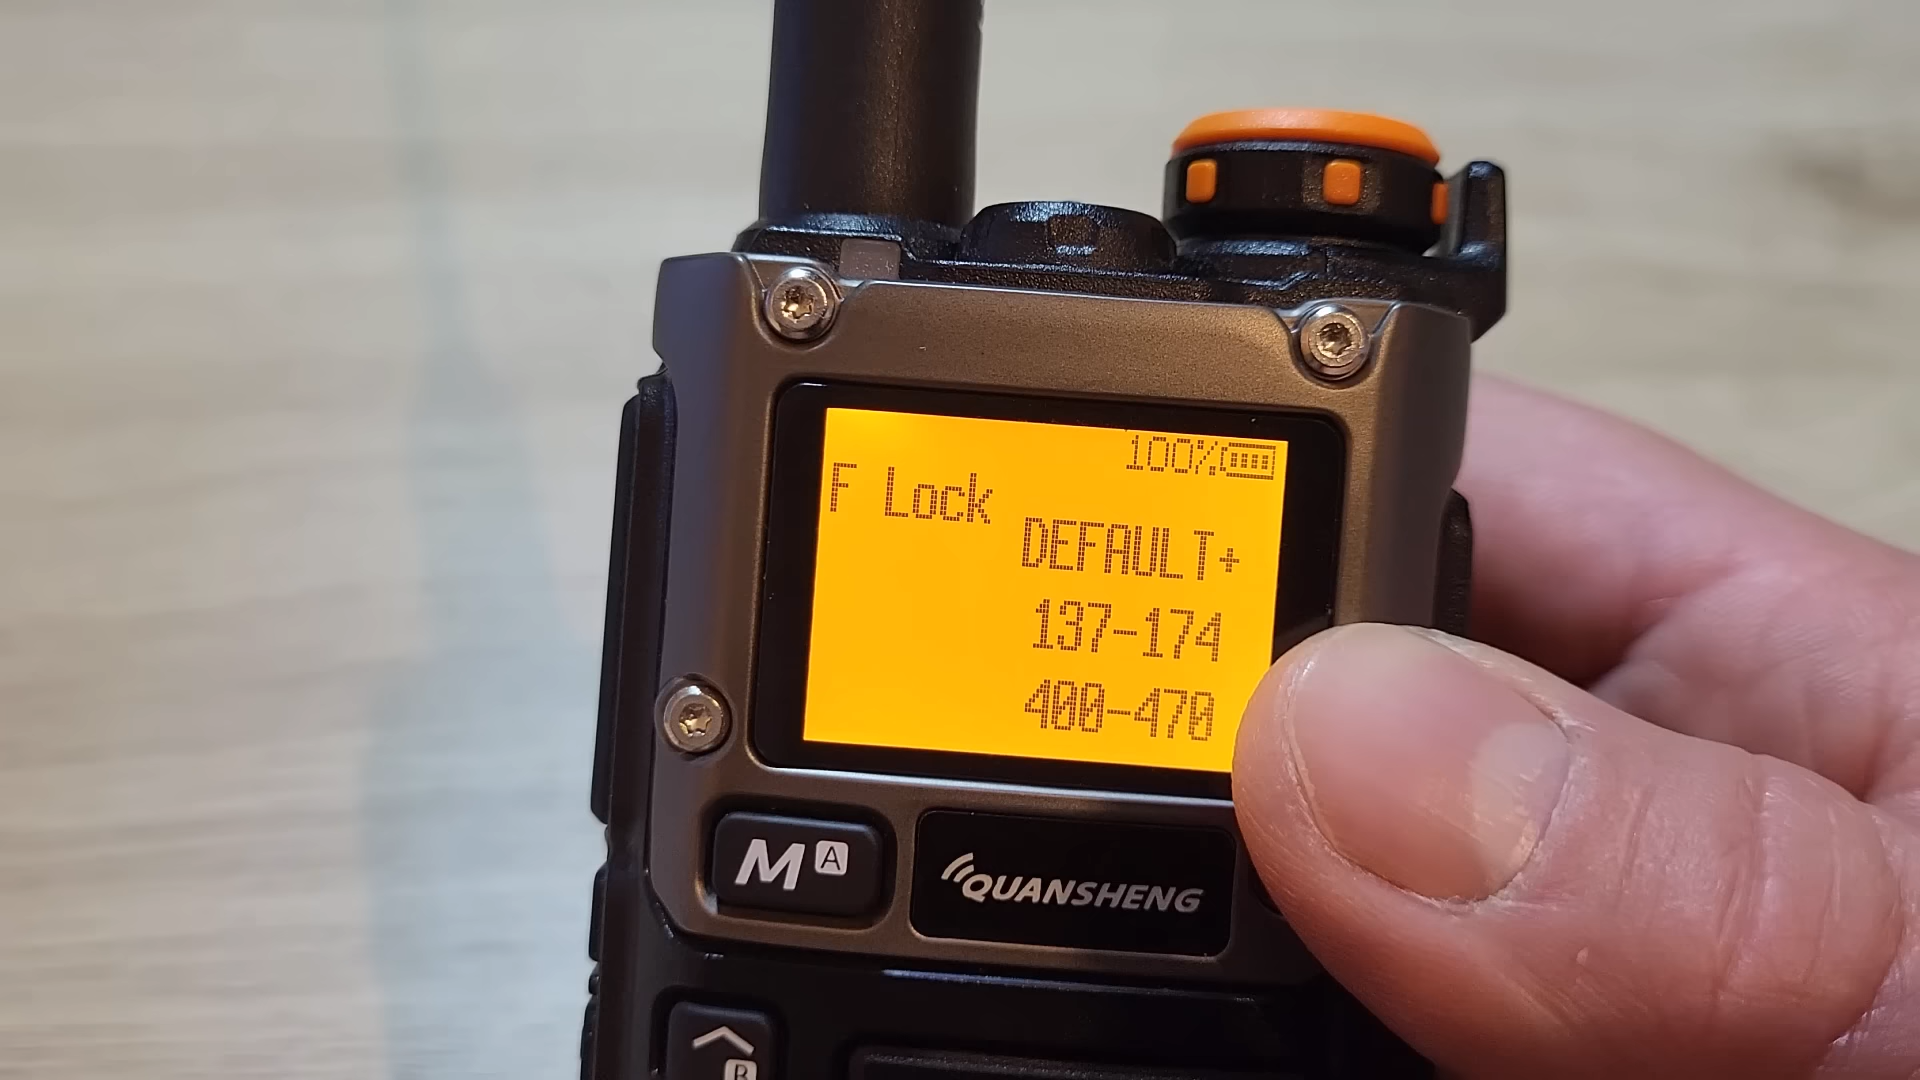 100%
F Lock
DEFAULT+
137-174
400-470
M A
QUANSHENG
B